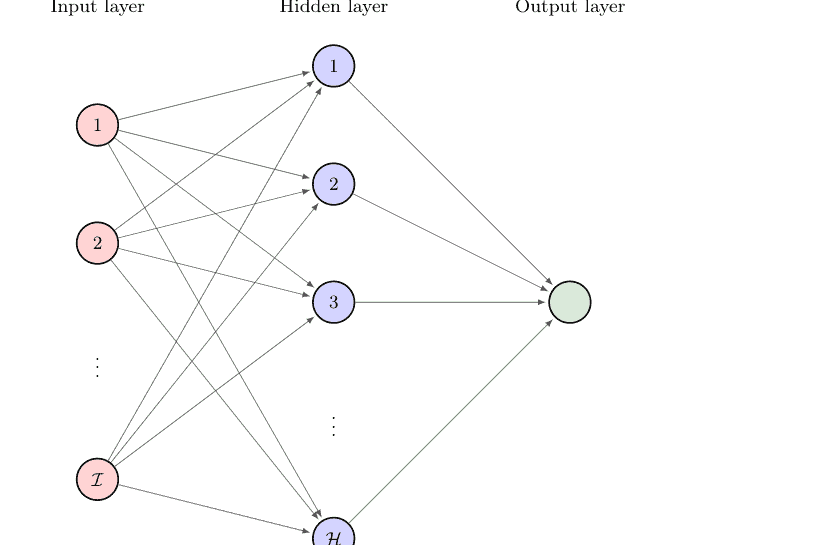 Input layer
Hidden layer
Output layer
1
1
2
2
3
⋮
⋮
ℐ
ℋ